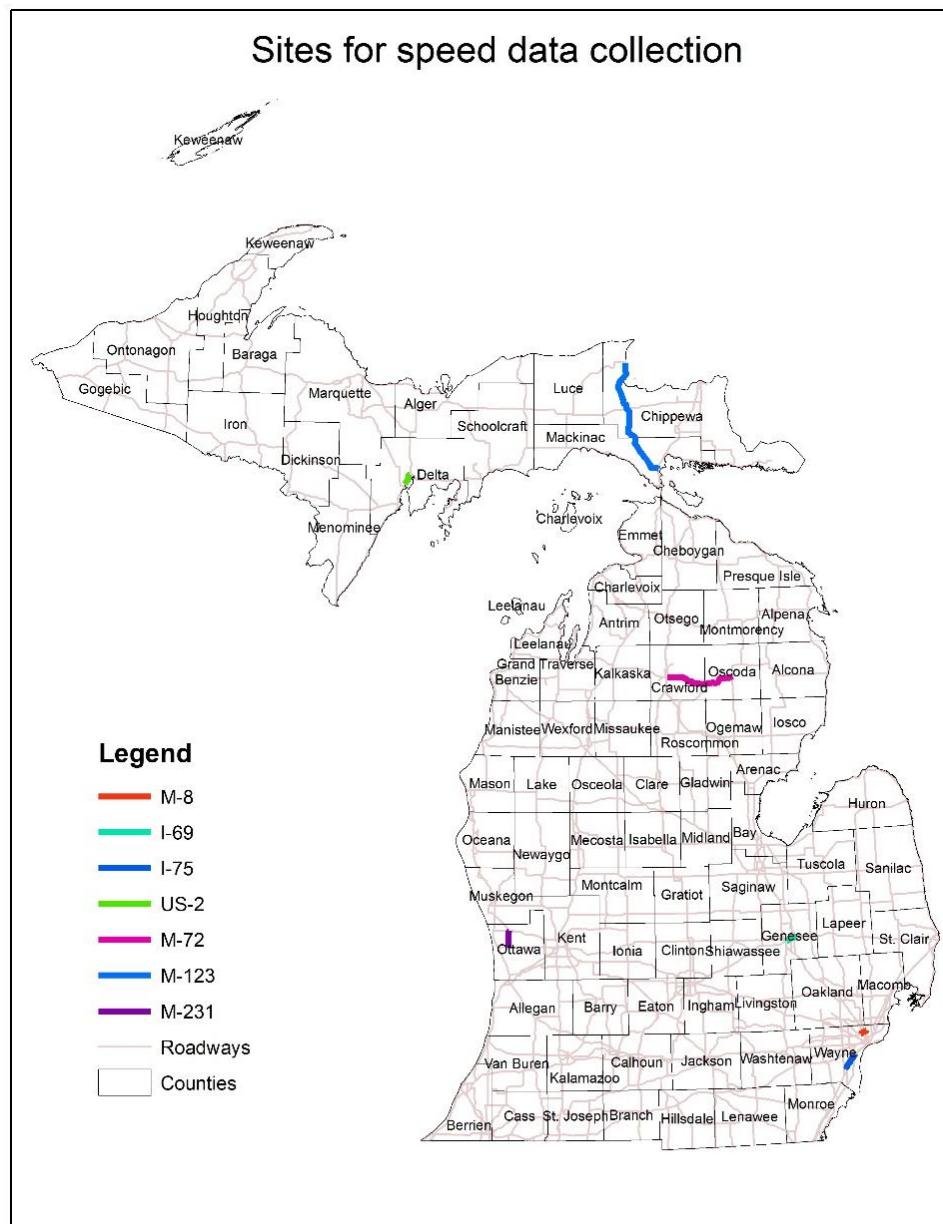 Sites for speed data collection
Keweenaw
Keweenaw
Houghton
Ontonagon
Baraga
Gogebic
Marquette
Alger
Luce
Chippewa
Iron
Schoolcraft
Mackinac
Dickinson
Delta
Menominee
Charlevoix
Emmet
Cheboygan
Presque Isle
Charlevoix
Leelanau
Antrim
Otsego
Alpena
Montmorency
Leelanau
Grand Traverse
Benzie
Kalkaska
Crawford
Oscoda
Alcona
Manistee
Wexford
Missaukee
Roscommon
Ogemaw
Iosco
Arenac
Mason
Lake
Osceola
Clare
Gladwin
Huron
Oceana
Newaygo
Mecosta
Isabella
Midland
Bay
Tuscola
Sanilac
Muskegon
Montcalm
Gratiot
Saginaw
Lapeer
Genesee
St. Clair
Ottawa
Kent
Ionia
Clinton
Shiawassee
Oakland
Macomb
Allegan
Barry
Eaton
Ingham
Livingston
Van Buren
Kalamazoo
Calhoun
Jackson
Washtenaw
Wayne
Monroe
Berrien
Cass
St. Joseph
Branch
Hillsdale
Lenawee
Legend
M-8
I-69
I-75
US-2
M-72
M-123
M-231
Roadways
Counties